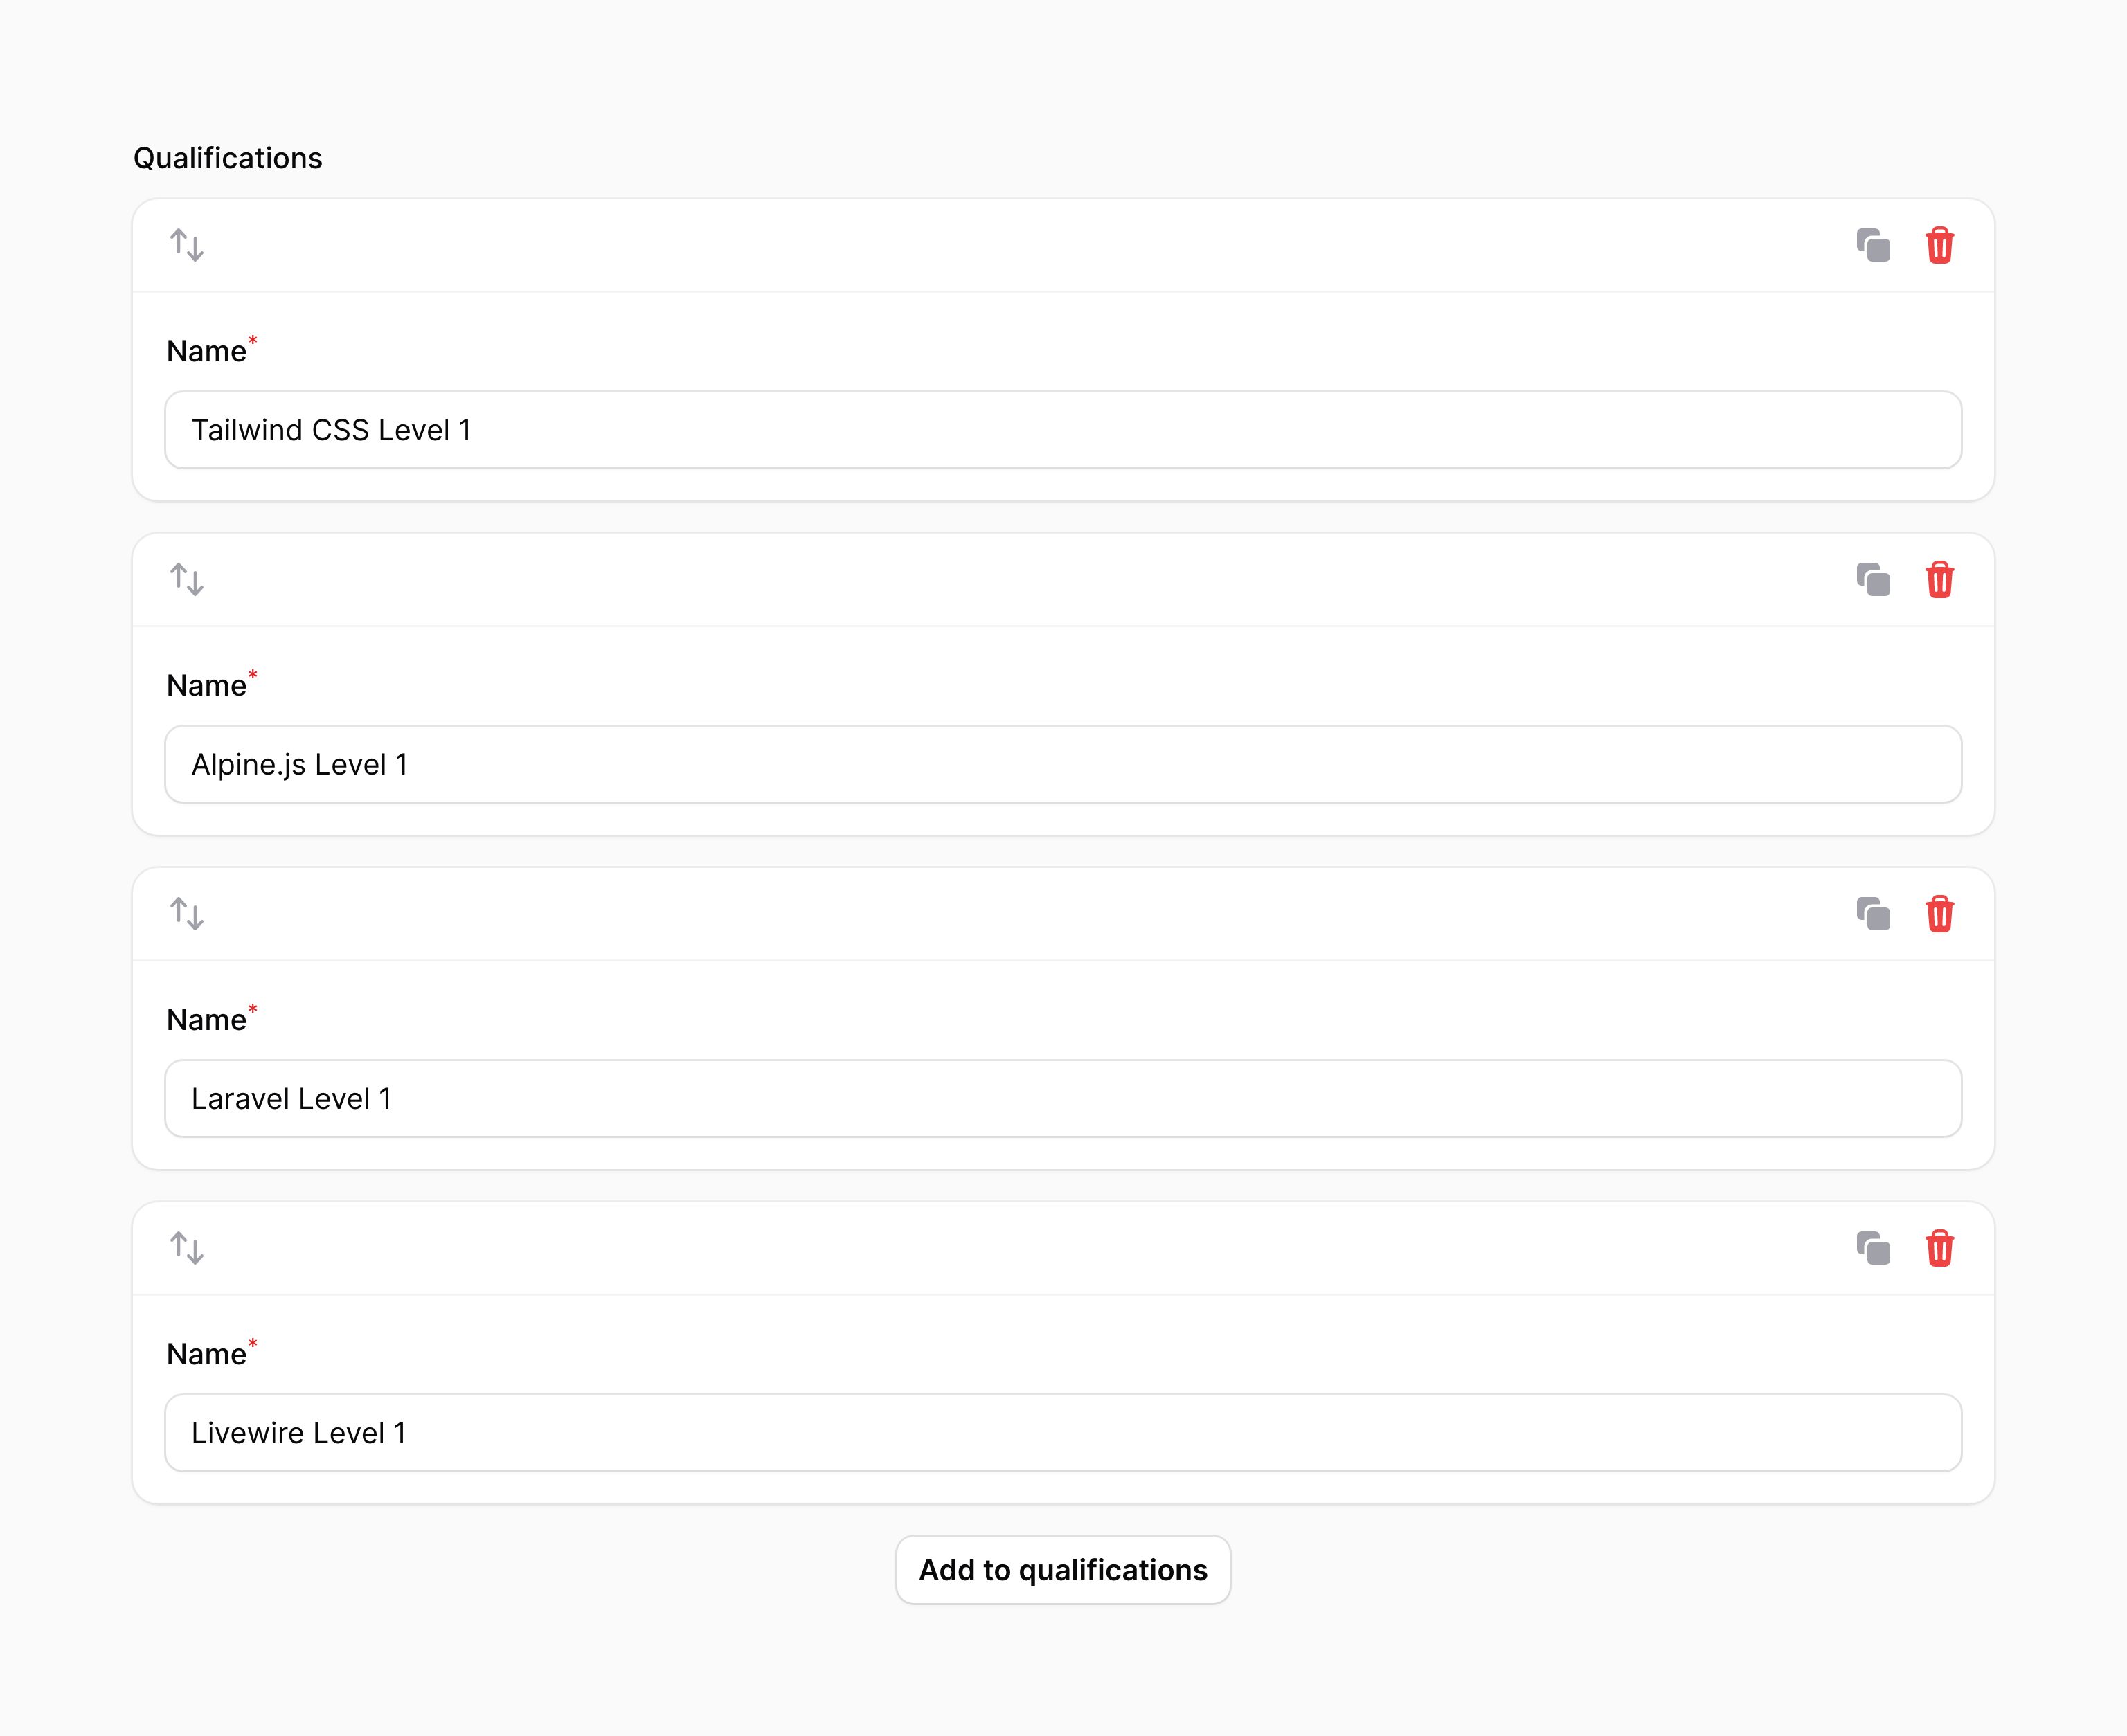 Qualifications
Name*
Tailwind CSS Level 1
Name*
Alpine.js Level 1
Name*
Laravel Level 1
Name*
Livewire Level 1
Add to qualifications